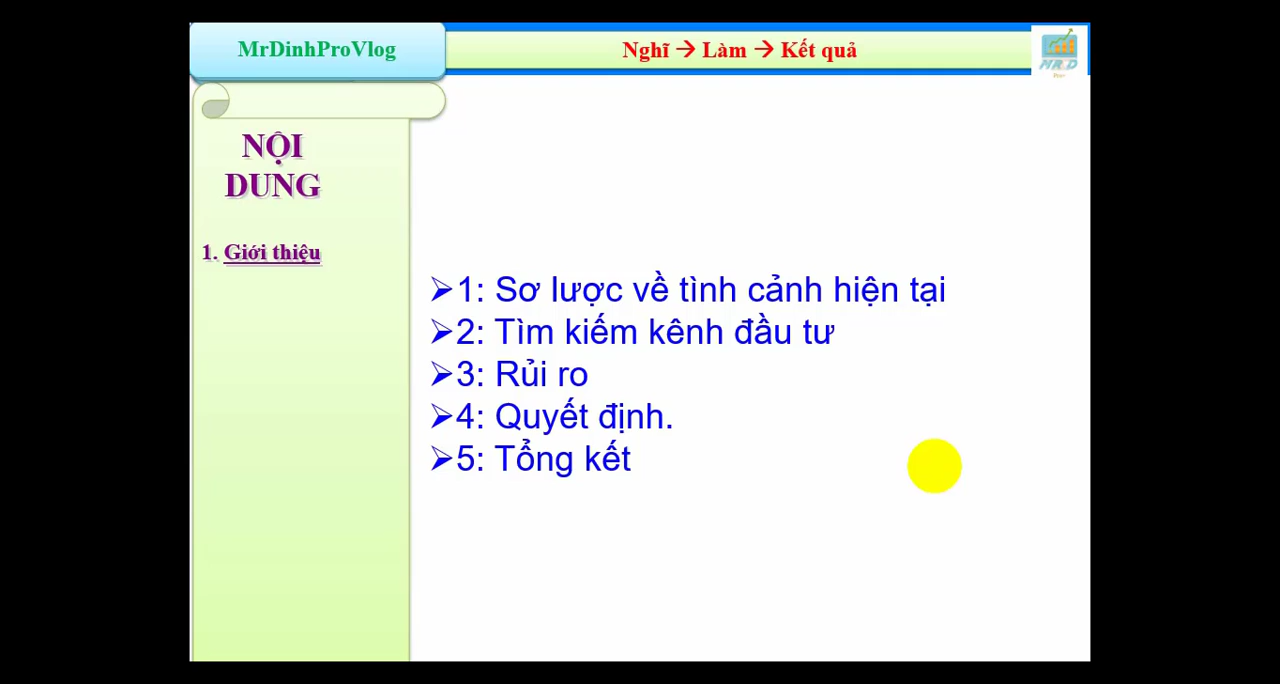 MrDinhProVlog
Nghĩ → Làm → Kết quả
MR D
NỘI
DUNG
1. Giới thiệu
➢1: Sơ lược về tình cảnh hiện tại
➢2: Tìm kiếm kênh đầu tư
➢3: Rủi ro
➢4: Quyết định.
➢5: Tổng kết